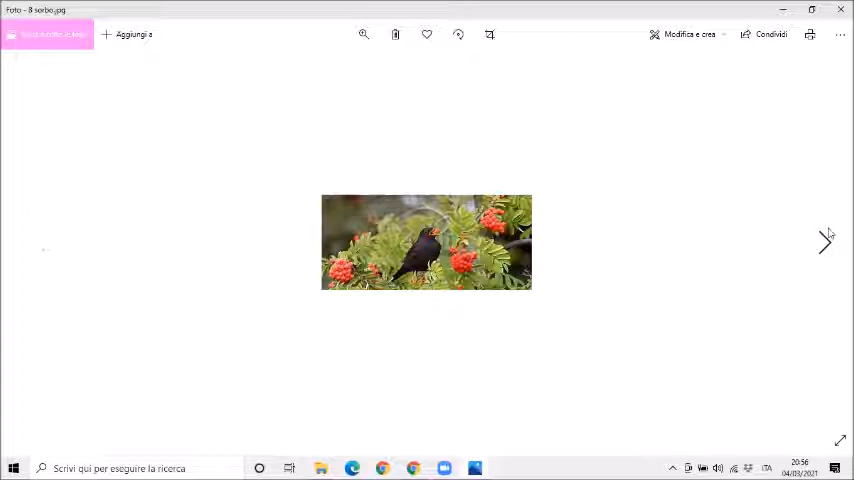 Foto - 8 sorbo.jpg
Aggiungi a
Modifica e crea
Condividi
Scrivi qui per eseguire la ricerca
ITA
20:56
04/03/2021